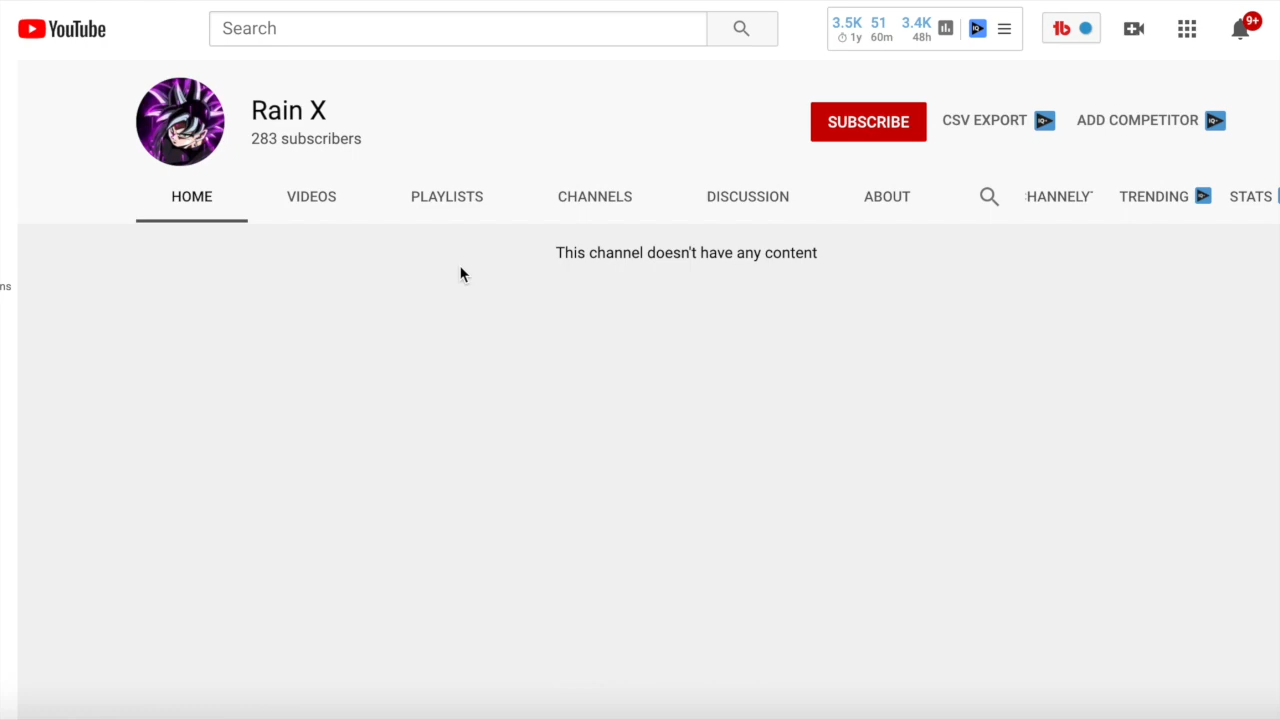 YouTube
Search
3.5K 51 3.4K
1y 60m 48h
9+
Rain X
283 subscribers
SUBSCRIBE
CSV EXPORT
ADD COMPETITOR
HOME VIDEOS PLAYLISTS CHANNELS DISCUSSION ABOUT HANNELY TRENDING STATS
This channel doesn't have any content
ns